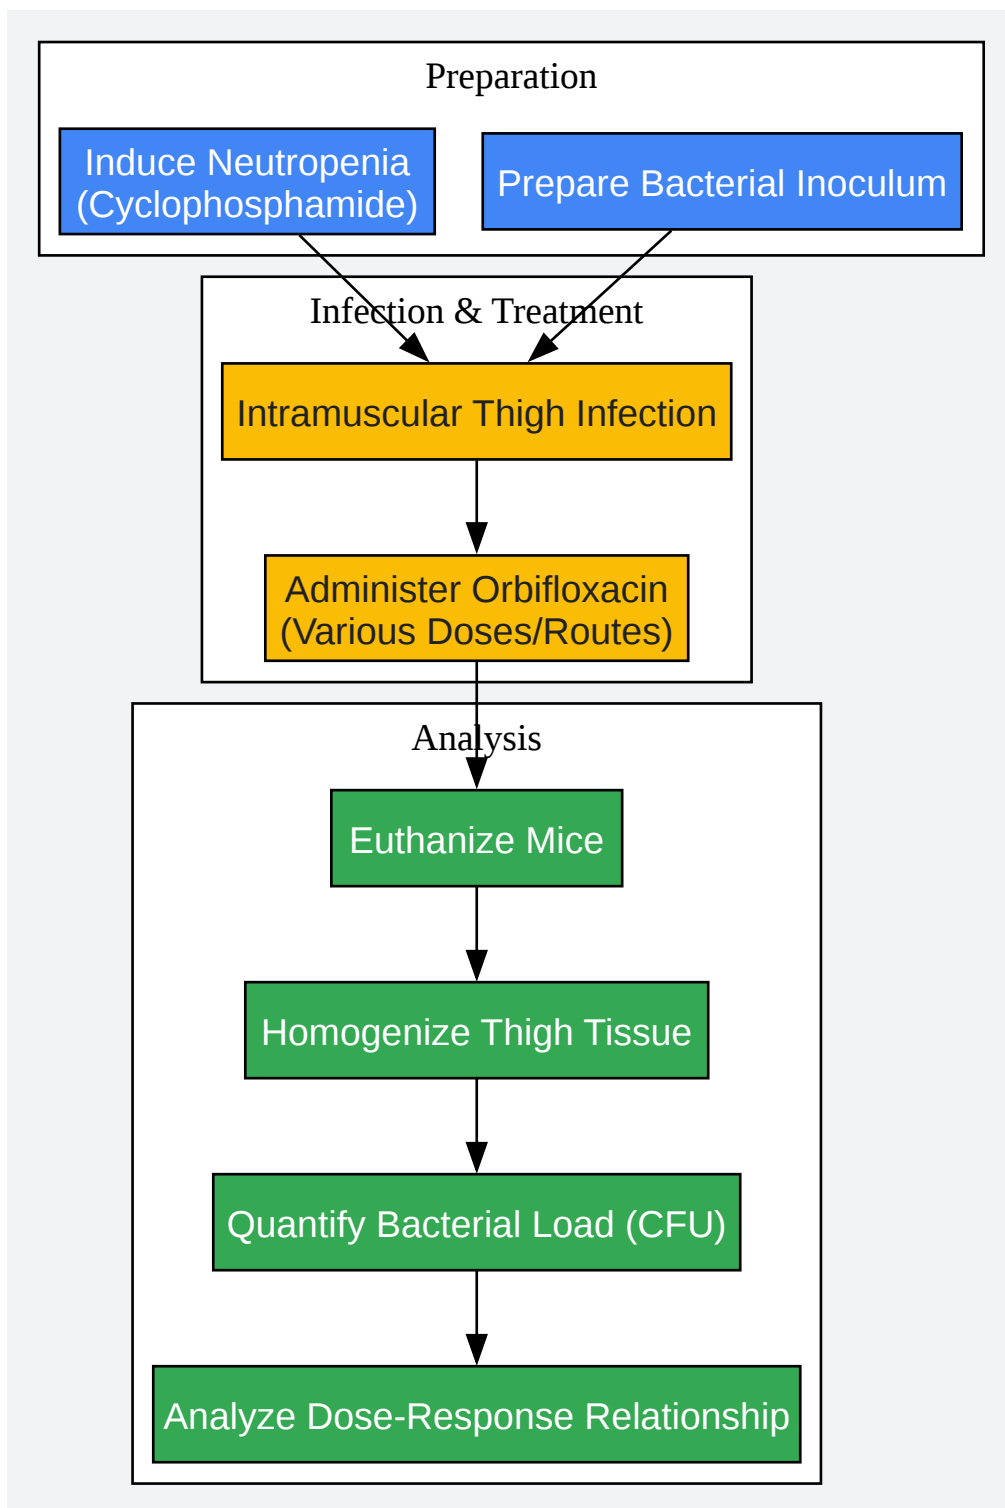 Preparation
Induce Neutropenia
(Cyclophosphamide)
Prepare Bacterial Inoculum
Infection & Treatment
Intramuscular Thigh Infection
Administer Orbifloxacin
(Various Doses/Routes)
Analysis
Euthanize Mice
Homogenize Thigh Tissue
Quantify Bacterial Load (CFU)
Analyze Dose-Response Relationship